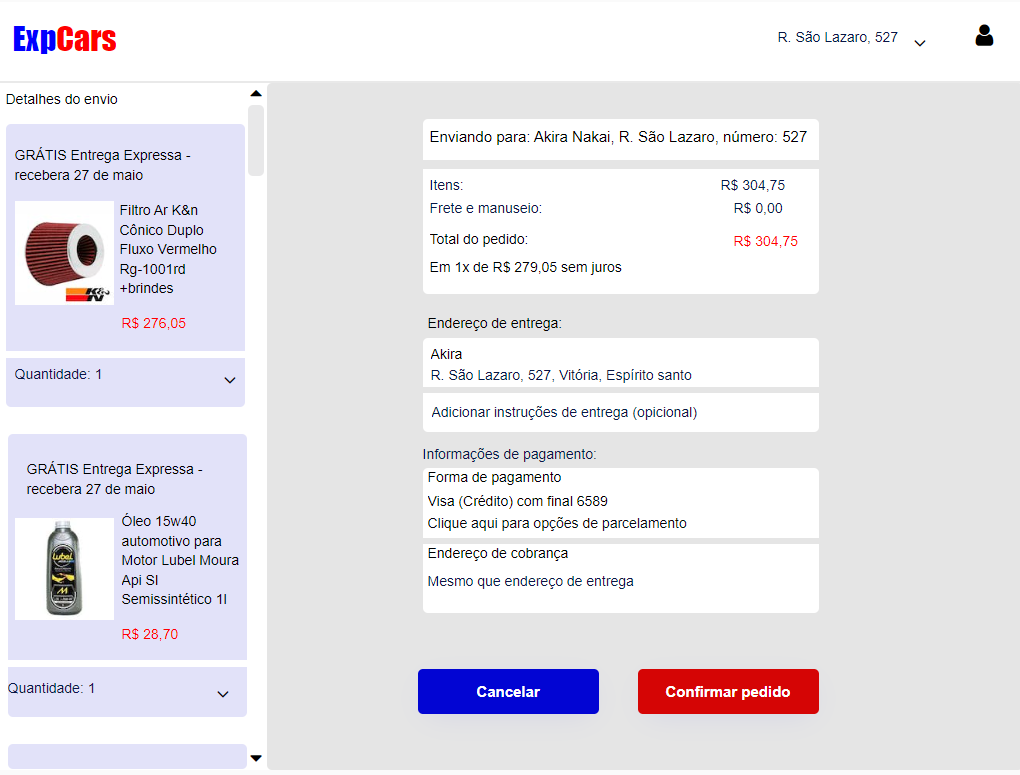 ExpCars
R. São Lazaro, 527
Detalhes do envio
GRÁTIS Entrega Expressa -
recebera 27 de maio
Filtro Ar K&n
Cônico Duplo
Fluxo Vermelho
Rg-1001rd
+brindes
K&N
R$ 276,05
Quantidade: 1
GRÁTIS Entrega Expressa -
recebera 27 de maio
Óleo 15w40
automotivo para
Motor Lubel Moura
Api Sl
Semissintético 1l
Lubel
M
R$ 28,70
Quantidade: 1
Enviando para: Akira Nakai, R. São Lazaro, número: 527
Itens: R$ 304,75
Frete e manuseio: R$ 0,00
Total do pedido: R$ 304,75
Em 1x de R$ 279,05 sem juros
Endereço de entrega:
Akira
R. São Lazaro, 527, Vitória, Espírito santo
Adicionar instruções de entrega (opicional)
Informações de pagamento:
Forma de pagamento
Visa (Crédito) com final 6589
Clique aqui para opções de parcelamento
Endereço de cobrança
Mesmo que endereço de entrega
Cancelar
Confirmar pedido